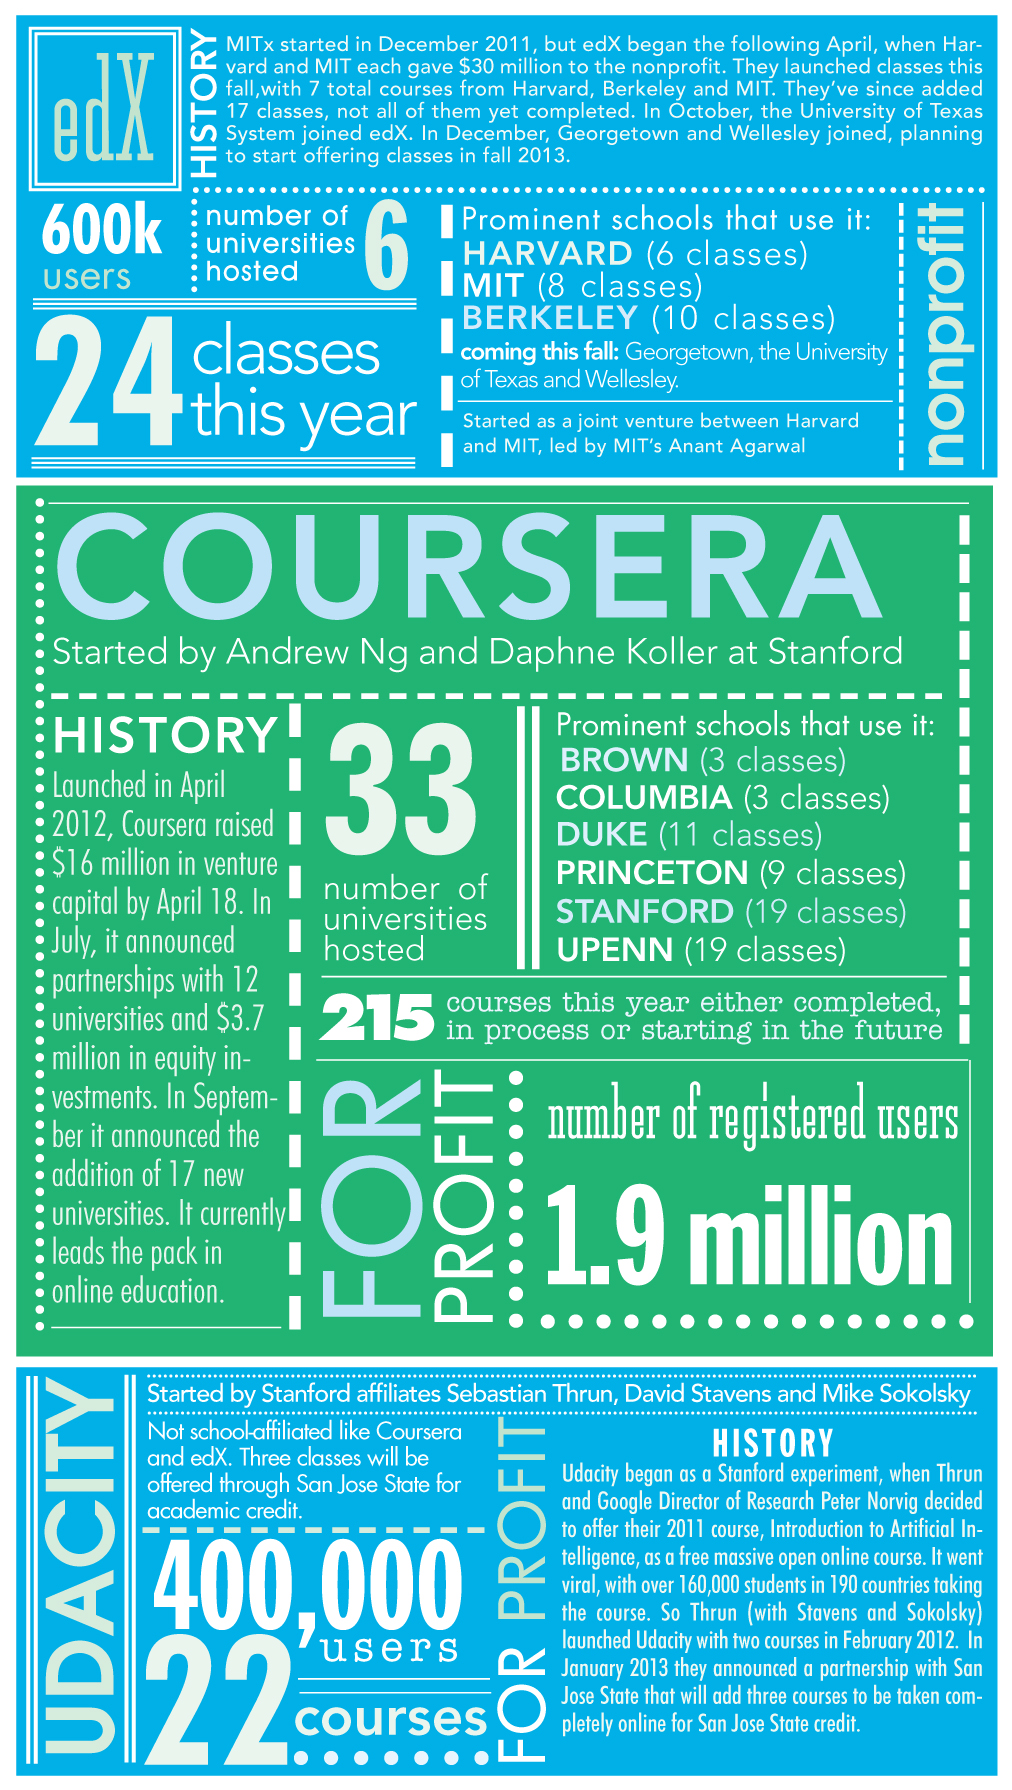 edX
HISTORY
MITx started in December 2011, but edX began the following April, when Har-
vard and MIT each gave $30 million to the nonprofit. They launched classes this
fall,with 7 total courses from Harvard, Berkeley and MIT. They've since added
17 classes, not all of them yet completed. In October, the University of Texas
System joined edX. In December, Georgetown and Wellesley joined, planning
to start offering classes in fall 2013.
600k
users
number of
universities
hosted
6
24
classes
this year
Prominent schools that use it:
HARVARD (6 classes)
MIT (8 classes)
BERKELEY (10 classes)
coming this fall: Georgetown, the University
of Texas and Wellesley.
Started as a joint venture between Harvard
and MIT, led by MIT's Anant Agarwal
nonprofit
COURSERA
Started by Andrew Ng and Daphne Koller at Stanford
HISTORY
Launched in April
2012, Coursera raised
$16 million in venture
capital by April 18. In
July, it announced
partnerships with 12
universities and $3.7
million in equity in-
vestments. In Septem-
ber it announced the
addition of 17 new
universities. It currently
leads the pack in
online education.
33
number of
universities
hosted
Prominent schools that use it:
BROWN (3 classes)
COLUMBIA (3 classes)
DUKE (11 classes)
PRINCETON (9 classes)
STANFORD (19 classes)
UPENN (19 classes)
215
courses this year either completed,
in process or starting in the future
FOR
PROFIT
number of registered users
1.9 million
UDACITY
Started by Stanford affiliates Sebastian Thrun, David Stavens and Mike Sokolsky
Not school-affiliated like Coursera
and edX. Three classes will be
offered through San Jose State for
academic credit.
400,000
users
22
courses
FOR PROFIT
HISTORY
Udacity began as a Stanford experiment, when Thrun
and Google Director of Research Peter Norvig decided
to offer their 2011 course, Introduction to Artificial In-
telligence, as a free massive open online course. It went
viral, with over 160,000 students in 190 countries taking
the course. So Thrun (with Stavens and Sokolsky)
launched Udacity with two courses in February 2012. In
January 2013 they announced a partnership with San
Jose State that will add three courses to be taken com-
pletely online for San Jose State credit.